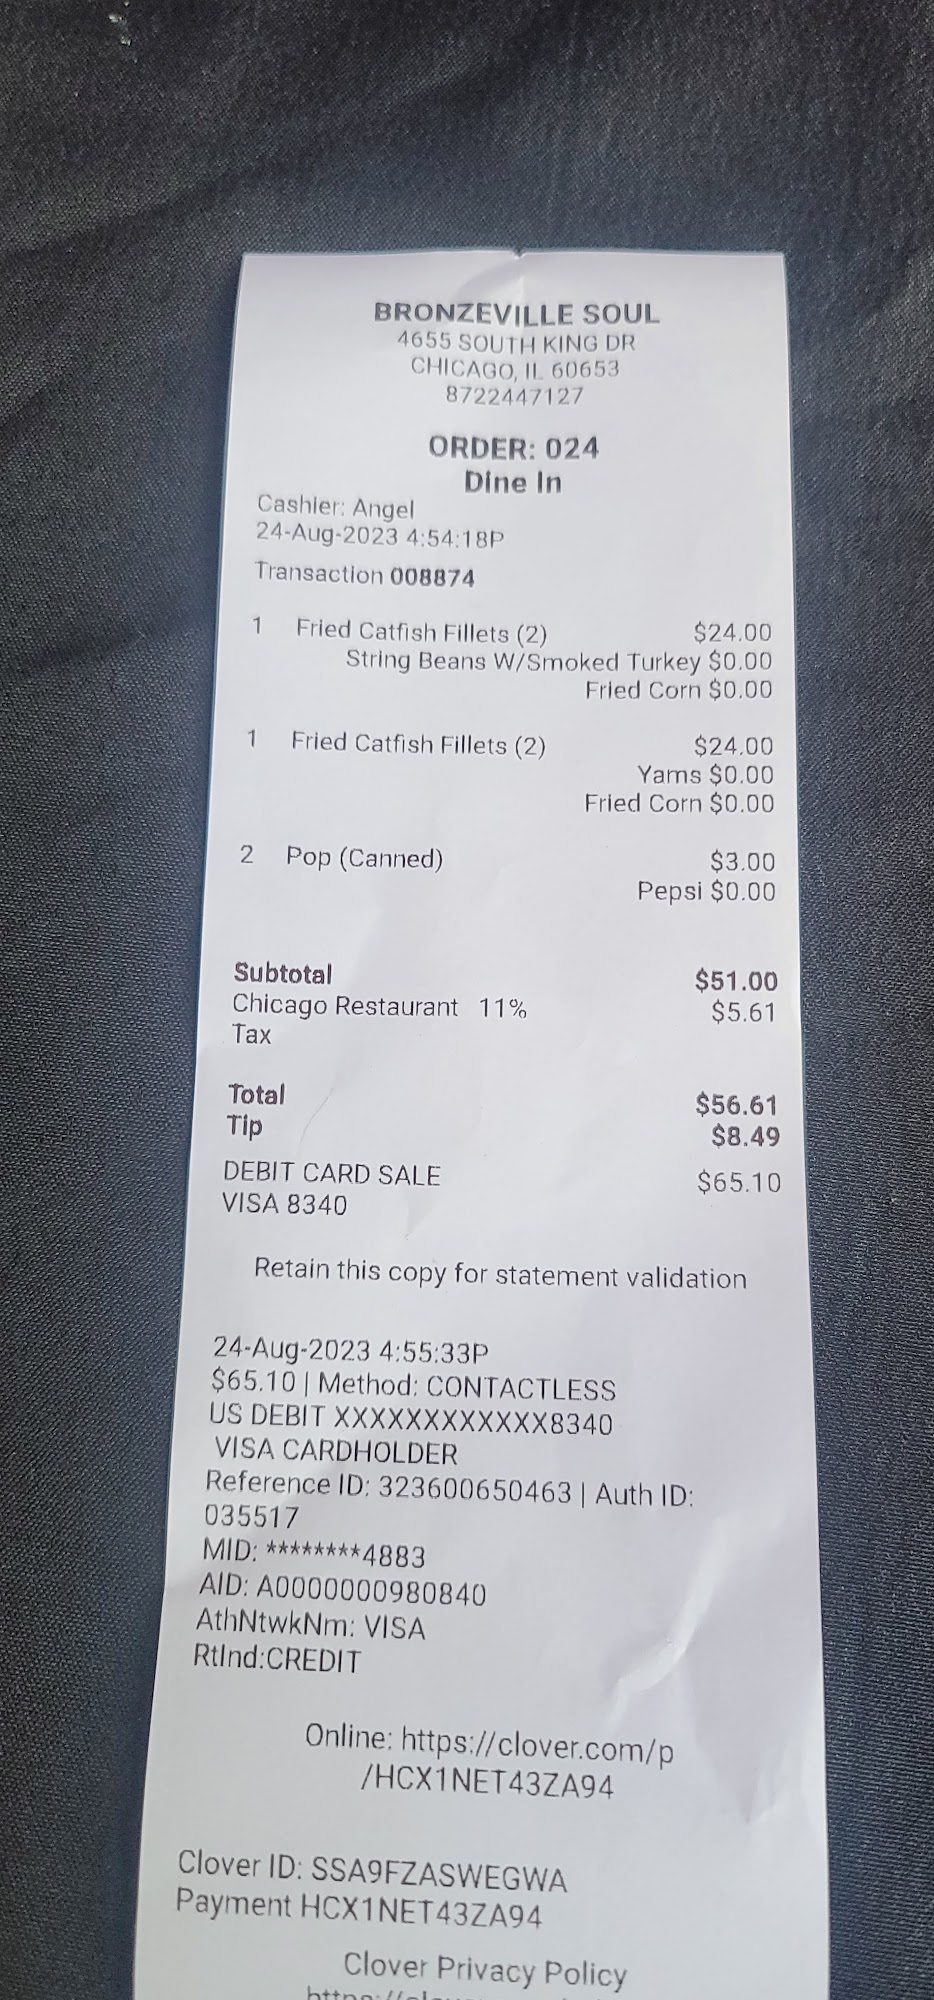 BRONZEVILLE SOUL
4655 SOUTH KING DR
CHICAGO, IL 60653
8722447127
ORDER: 024
Dine In
Cashier: Angel
24-Aug-2023 4:54:18P
Transaction 008874
1 Fried Catfish Fillets (2) $24.00
String Beans W/Smoked Turkey $0.00
Fried Corn $0.00
1 Fried Catfish Fillets (2) $24.00
Yams $0.00
Fried Corn $0.00
2 Pop (Canned) $3.00
Pepsi $0.00
Subtotal $51.00
Chicago Restaurant 11% $5.61
Tax
Total $56.61
Tip $8.49
DEBIT CARD SALE $65.10
VISA 8340
Retain this copy for statement validation
24-Aug-2023 4:55:33P
$65.10 | Method: CONTACTLESS
US DEBIT XXXXXXXXXXXX8340
VISA CARDHOLDER
Reference ID: 323600650463 | Auth ID:
035517
MID: ********4883
AID: A0000000980840
AthNtwkNm: VISA
RtInd:CREDIT
Online: https://clover.com/p
/HCX1NET43ZA94
Clover ID: SSA9FZASWEGWA
Payment HCX1NET43ZA94
Clover Privacy Policy